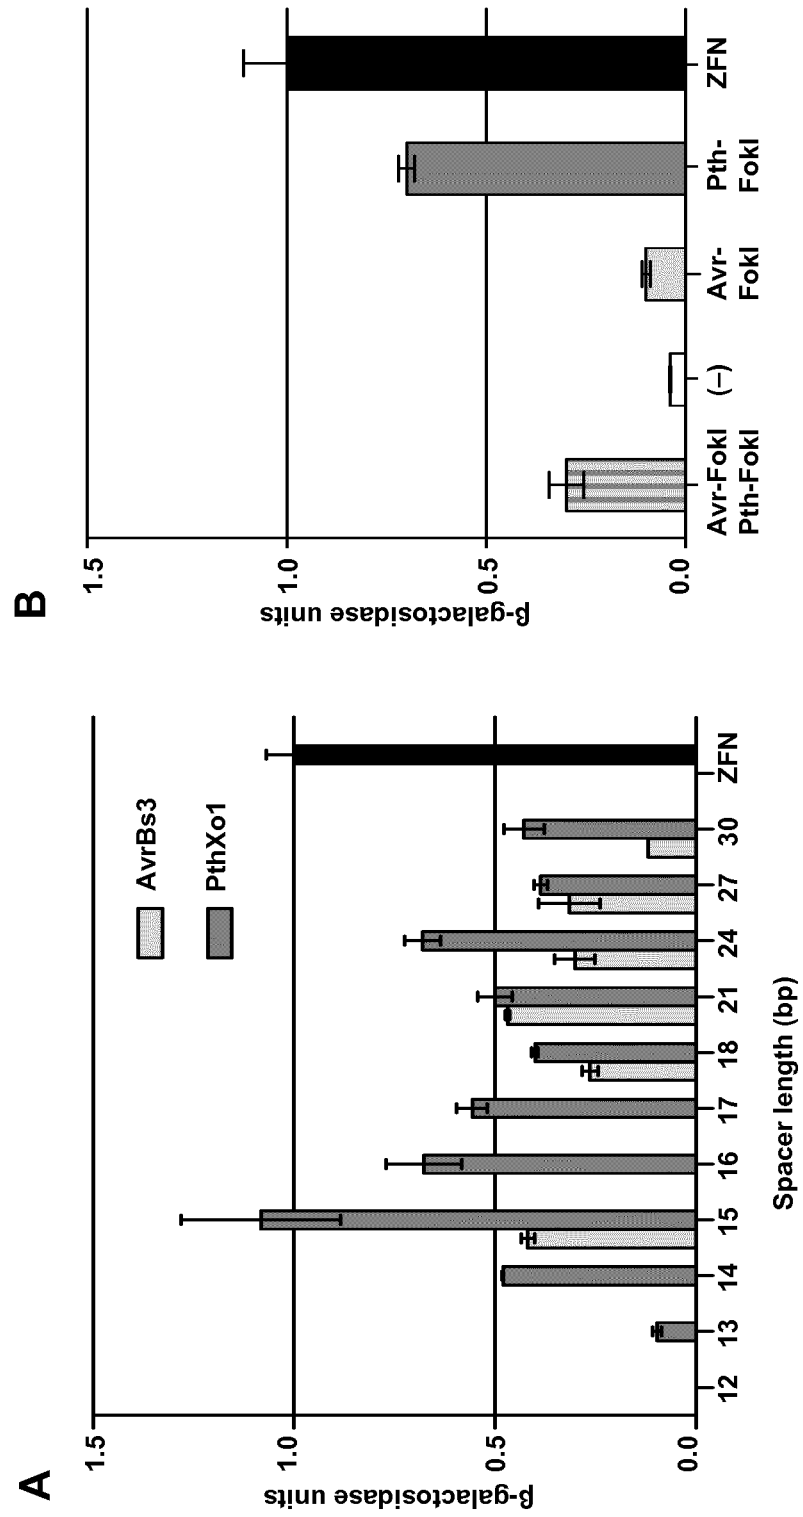 A
β-galactosidase units
1.5
1.0
0.5
0.0
AvrBs3
PthXo1
12 13 14 15 16 17 18 21 24 27 30 ZFN
Spacer length (bp)
B
β-galactosidase units
1.5
1.0
0.5
0.0
Avr-FokI (–) Avr- Pth- ZFN
Pth-FokI FokI FokI